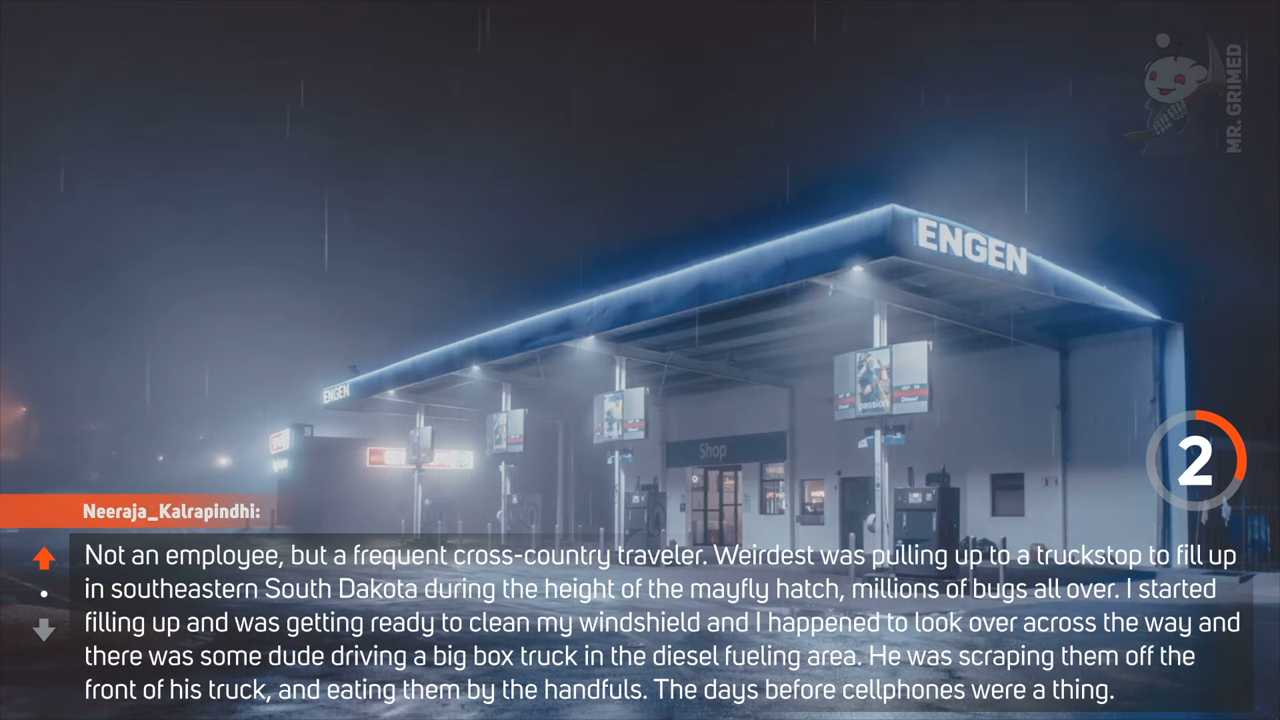 MR. GRIMED
ENGEN
ENGEN
passion
Diesel
Shop
2
Neeraja_Kalrapindhi:
Not an employee, but a frequent cross-country traveler. Weirdest was pulling up to a truckstop to fill up
in southeastern South Dakota during the height of the mayfly hatch, millions of bugs all over. I started
filling up and was getting ready to clean my windshield and I happened to look over across the way and
there was some dude driving a big box truck in the diesel fueling area. He was scraping them off the
front of his truck, and eating them by the handfuls. The days before cellphones were a thing.